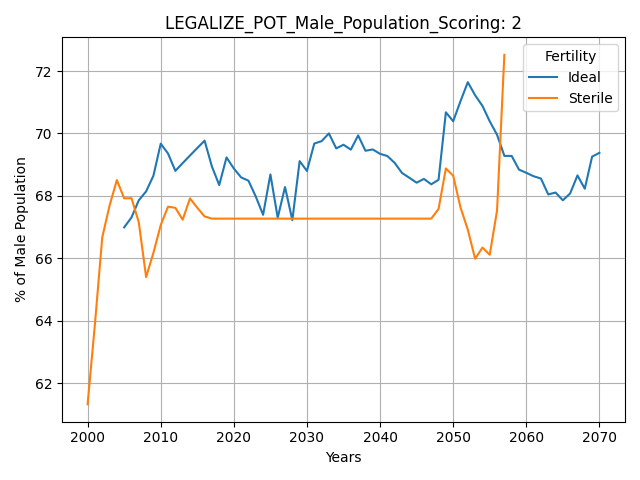 LEGALIZE_POT_Male_Population_Scoring: 2
Fertility
Ideal
Sterile
% of Male Population
72
70
68
66
64
62
2000 2010 2020 2030 2040 2050 2060 2070
Years